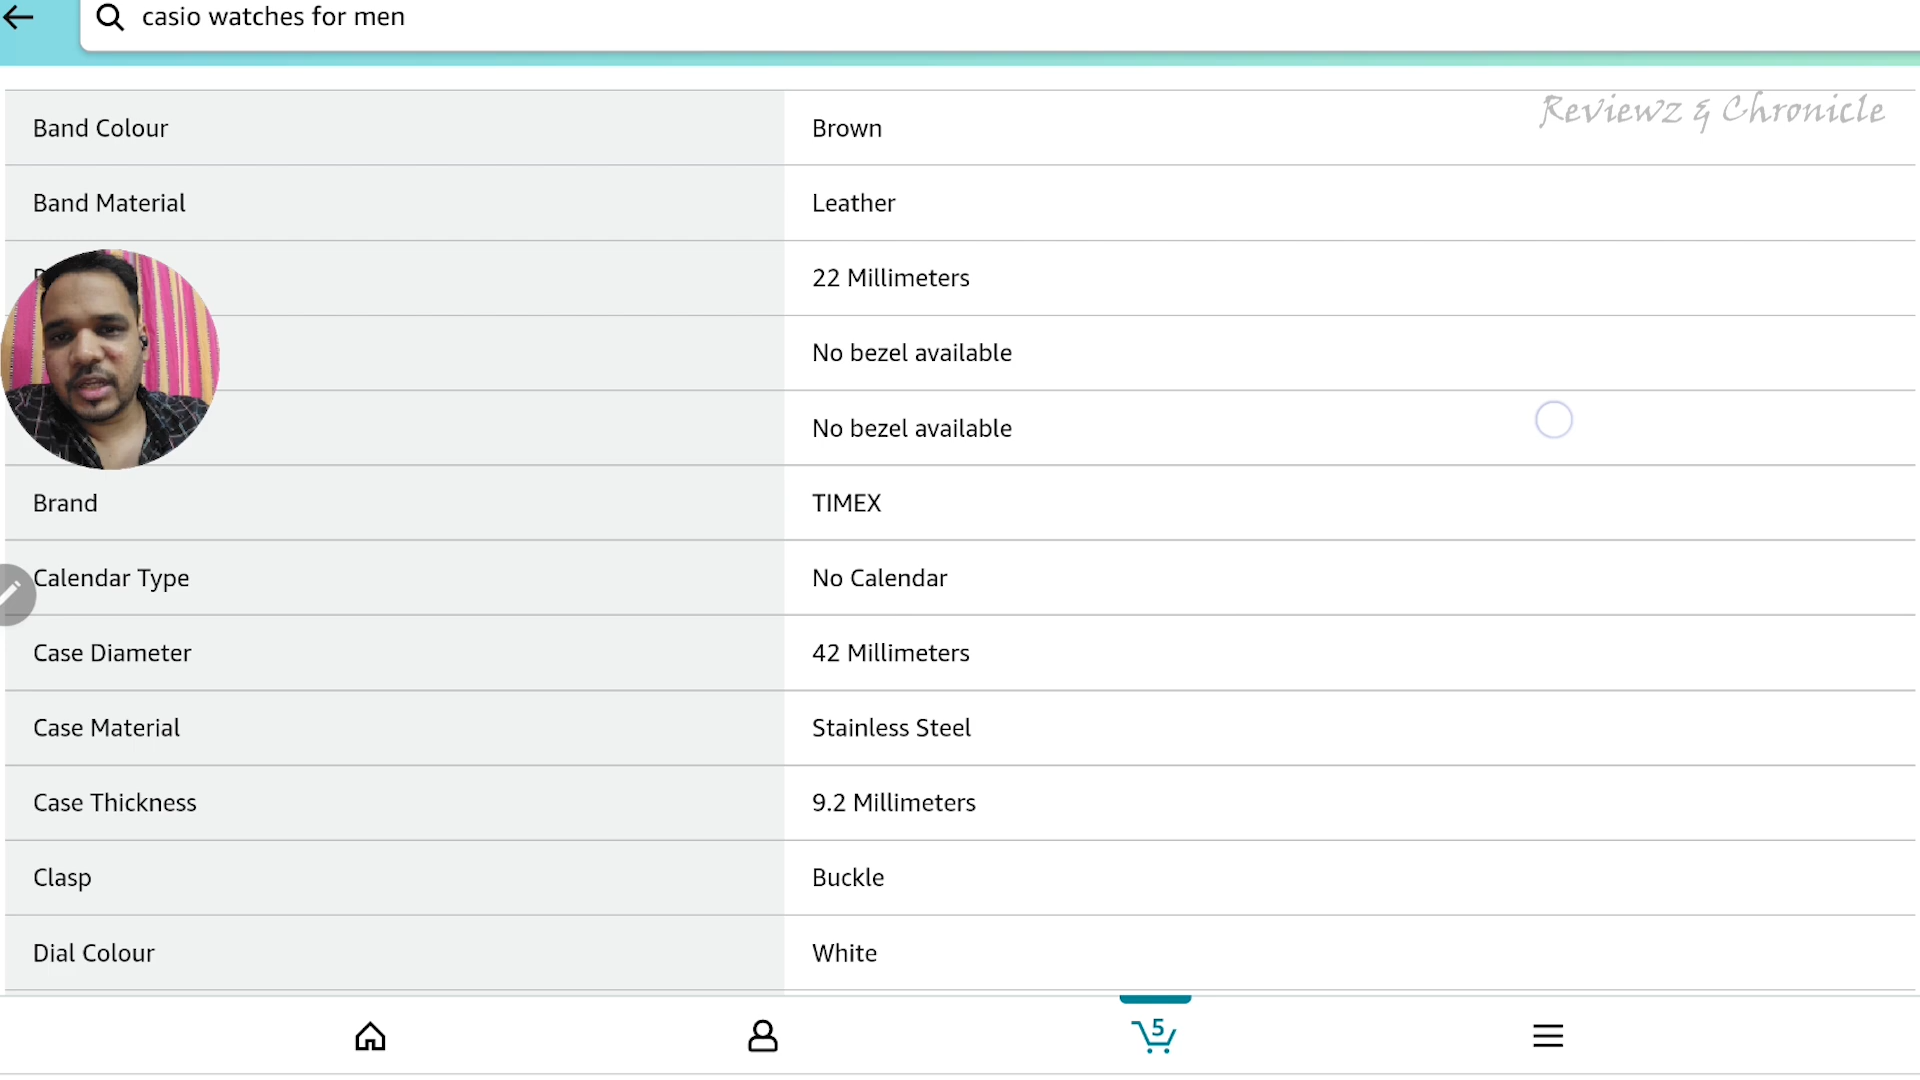 casio watches for men
Reviewz & Chronicle
Band Colour Brown
Band Material Leather
22 Millimeters
No bezel available
No bezel available
Brand TIMEX
Calendar Type No Calendar
Case Diameter 42 Millimeters
Case Material Stainless Steel
Case Thickness 9.2 Millimeters
Clasp Buckle
Dial Colour White
5